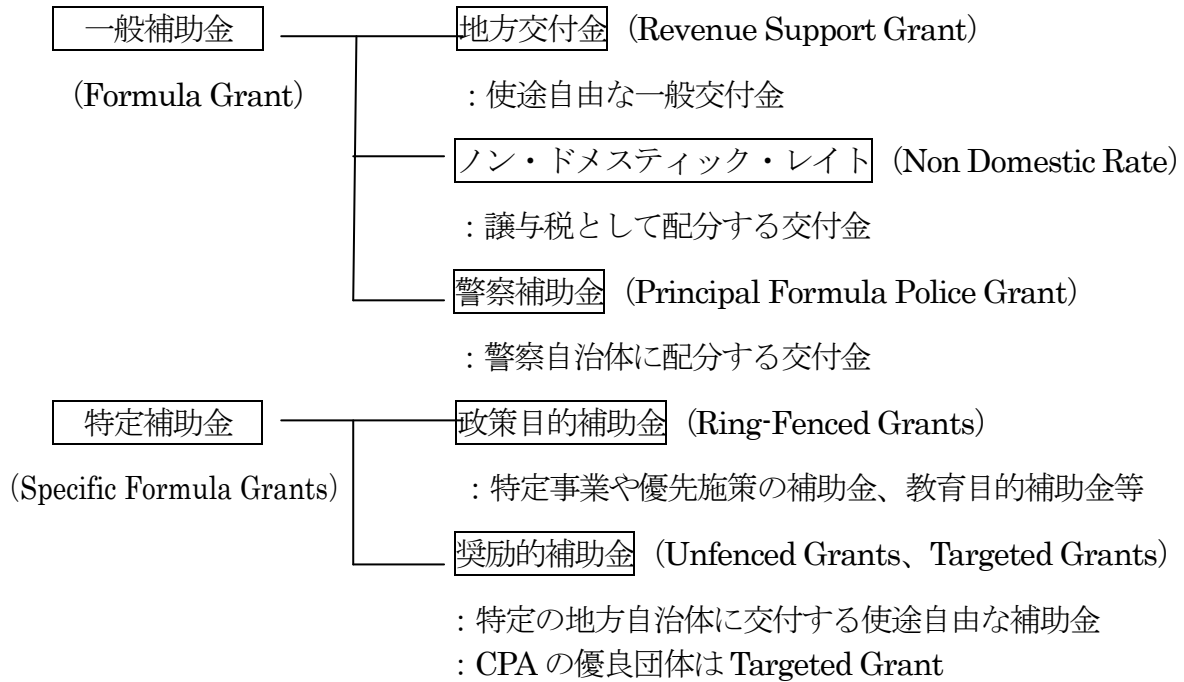 一般補助金 地方交付金 (Revenue Support Grant)
(Formula Grant) :使途自由な一般交付金
ノン・ドメスティック・レイト (Non Domestic Rate)
:譲与税として配分する交付金
警察補助金 (Principal Formula Police Grant)
:警察自治体に配分する交付金
特定補助金 政策目的補助金 (Ring-Fenced Grants)
(Specific Formula Grants) :特定事業や優先施策の補助金、教育目的補助金等
奨励的補助金 (Unfenced Grants、Targeted Grants)
:特定の地方自治体に交付する使途自由な補助金
:CPA の優良団体は Targeted Grant